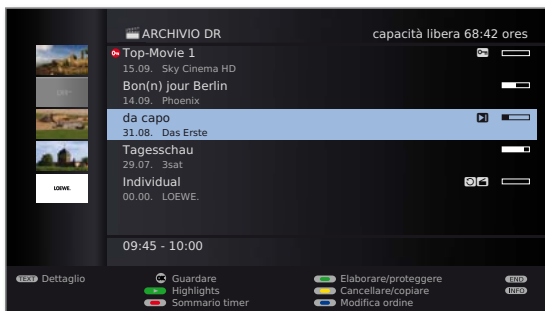 ARCHIVIO DR capacità libera 68:42 ores
Top-Movie 1
15.09. Sky Cinema HD
Bon(n) jour Berlin
14.09. Phoenix
da capo
31.08. Das Erste
Tagesschau
29.07. 3sat
Individual
00.00. LOEWE.
LOEWE.
09:45 - 10:00
TEXT Dettaglio OK Guardare Elaborare/proteggere END
Highlights Cancellare/copiare INFO
Sommario timer Modifica ordine